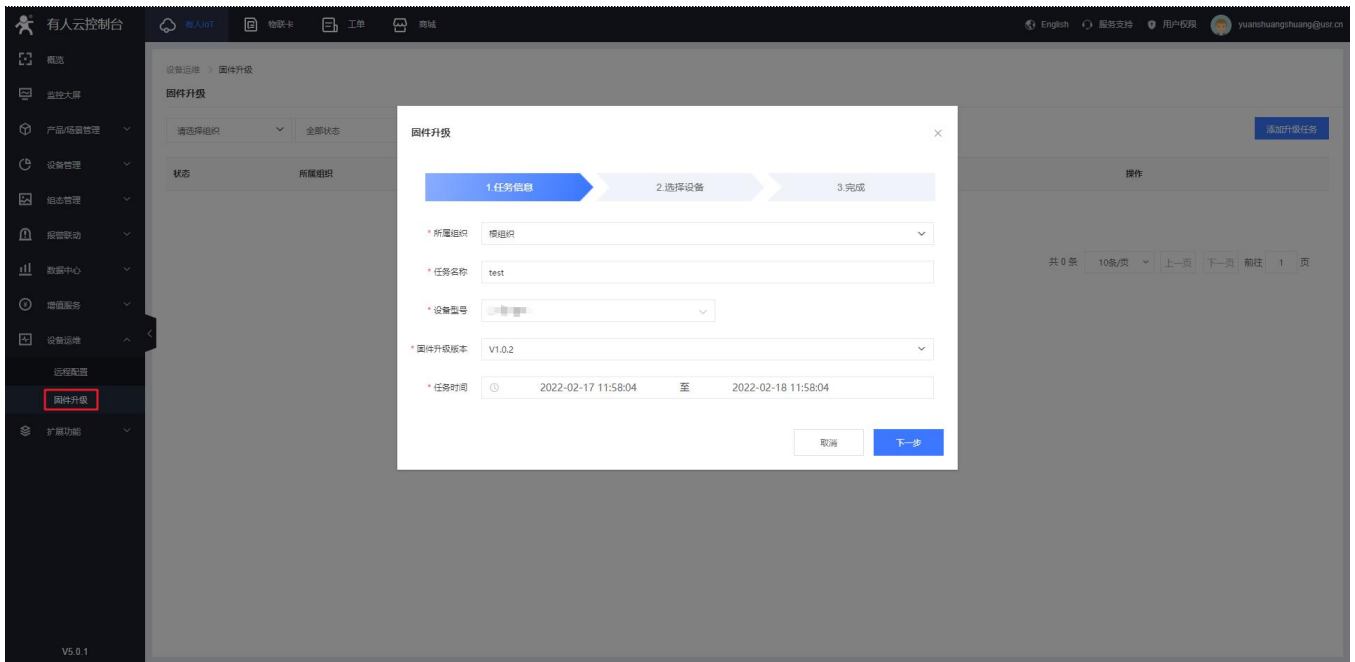 有人云控制台
有人IoT
物联卡
工单
商城
English
服务支持
用户权限
yuanshuangshuang@usr.cn
概览
监控大屏
产品/场景管理
设备管理
组态管理
报警联动
数据中心
增值服务
设备运维
远程配置
固件升级
扩展功能
V5.0.1
设备运维 > 固件升级
固件升级
请选择组织
全部状态
添加升级任务
状态
所属组织
操作
共 0 条 10条/页 上一页 下一页 前往 1 页
固件升级
1.任务信息
2.选择设备
3.完成
* 所属组织 根组织
* 任务名称 test
* 设备型号
* 固件升级版本 V1.0.2
* 任务时间 2022-02-17 11:58:04 至 2022-02-18 11:58:04
取消
下一步